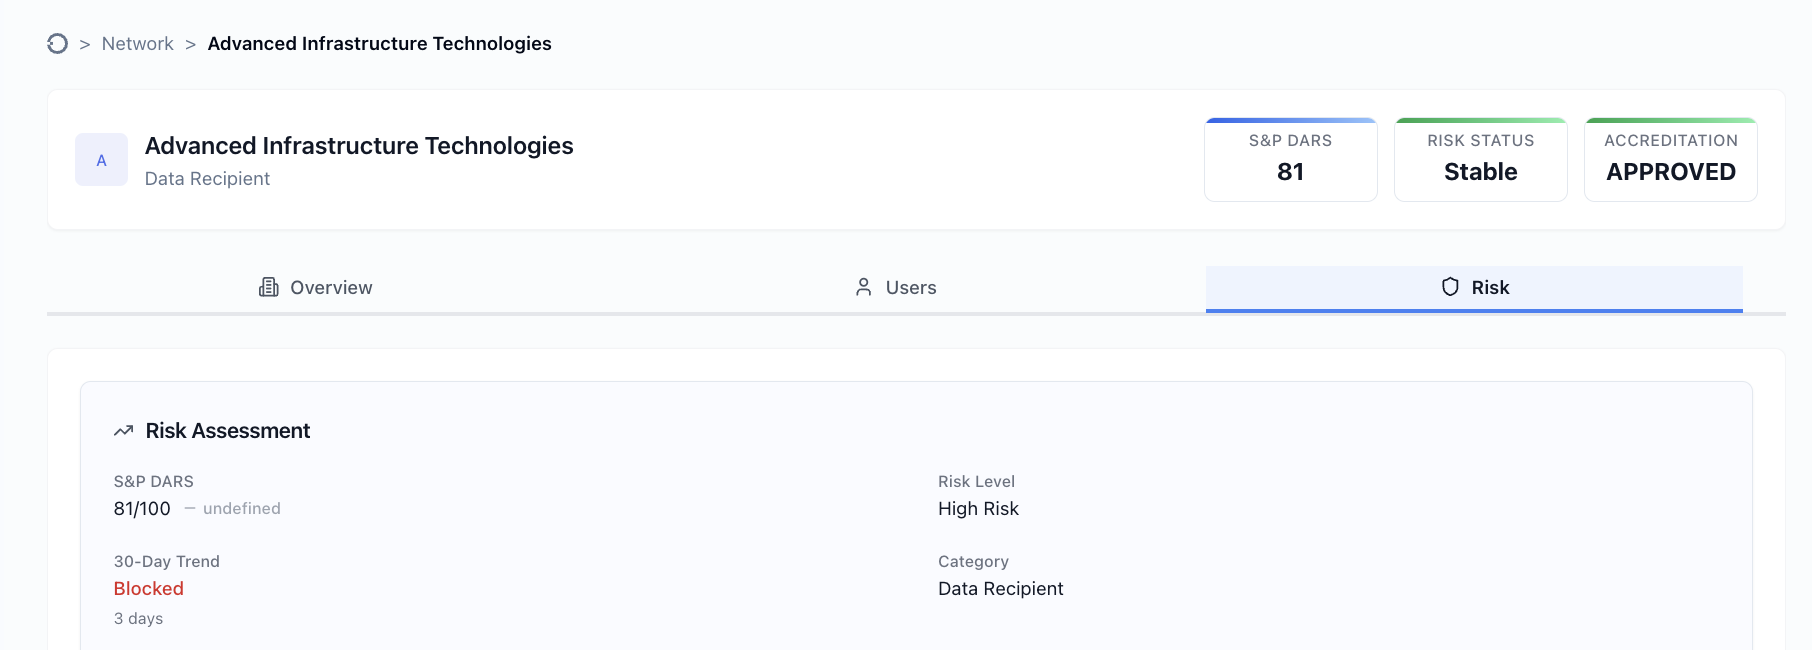 > Network > Advanced Infrastructure Technologies
A
Advanced Infrastructure Technologies
Data Recipient
S&P DARS
81
RISK STATUS
Stable
ACCREDITATION
APPROVED
Overview
Users
Risk
Risk Assessment
S&P DARS
81/100 — undefined
Risk Level
High Risk
30-Day Trend
Blocked
3 days
Category
Data Recipient